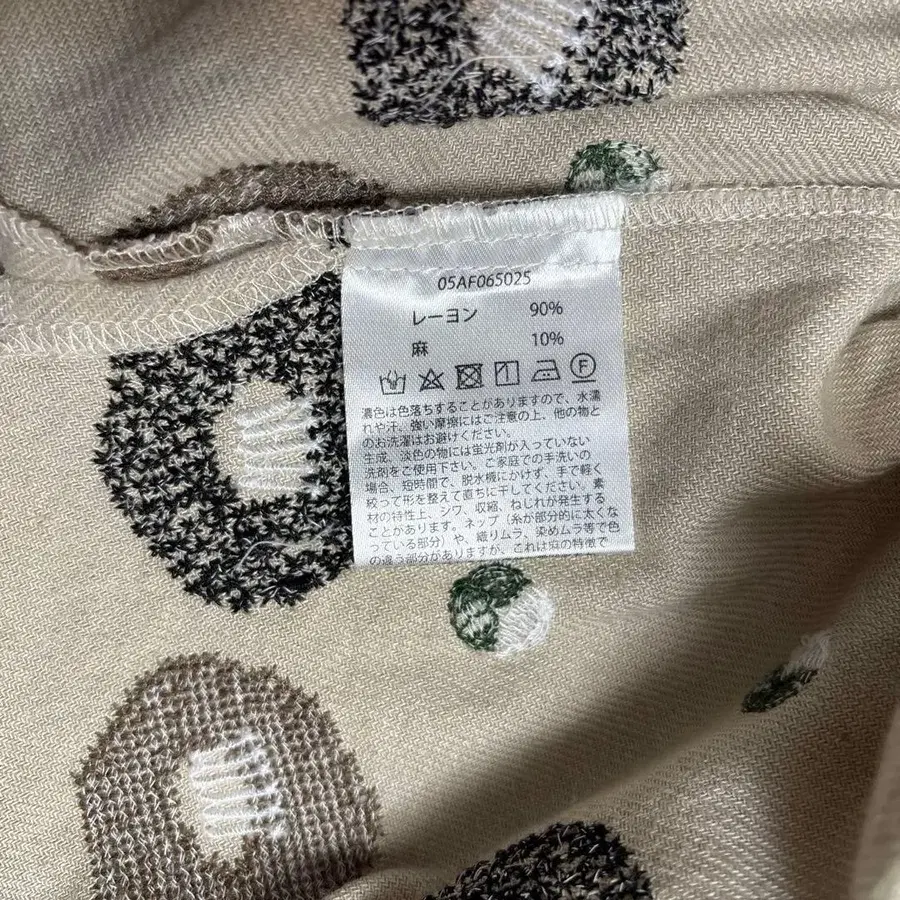 05AF065025
レーヨン 90%
麻 10%
F
濃色は色落ちすることがありますので、水濡
れや汗、強い摩擦にはご注意の上、他の物と
のお洗濯はお避けください。
生成、淡色の物には蛍光剤が入っていない
洗剤をご使用下さい。ご家庭での手洗いの
場合、短時間で、脱水機にかけず、手で軽く
絞って形を整えて直ちに干してください。素
材の特性上、シワ、収縮、ねじれが発生する
ことがあります。ネップ(糸が部分的に太くな
っている部分)や、織りムラ、染めムラ等で色
の違う部分がありますが、これは麻の特徴で